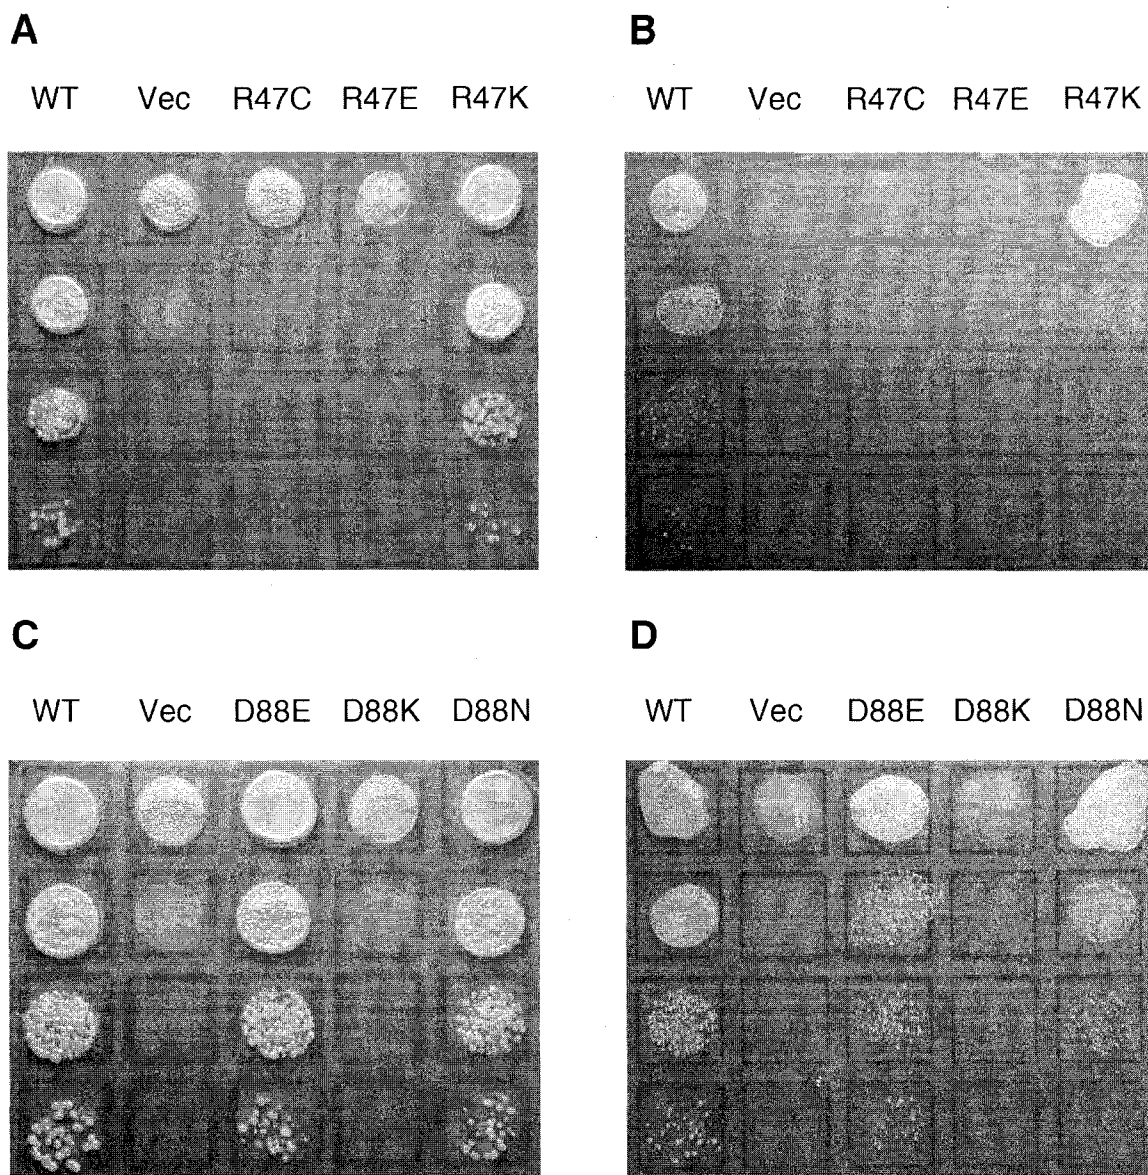 A
B
WT Vec R47C R47E R47K
WT Vec R47C R47E R47K
C
D
WT Vec D88E D88K D88N
WT Vec D88E D88K D88N